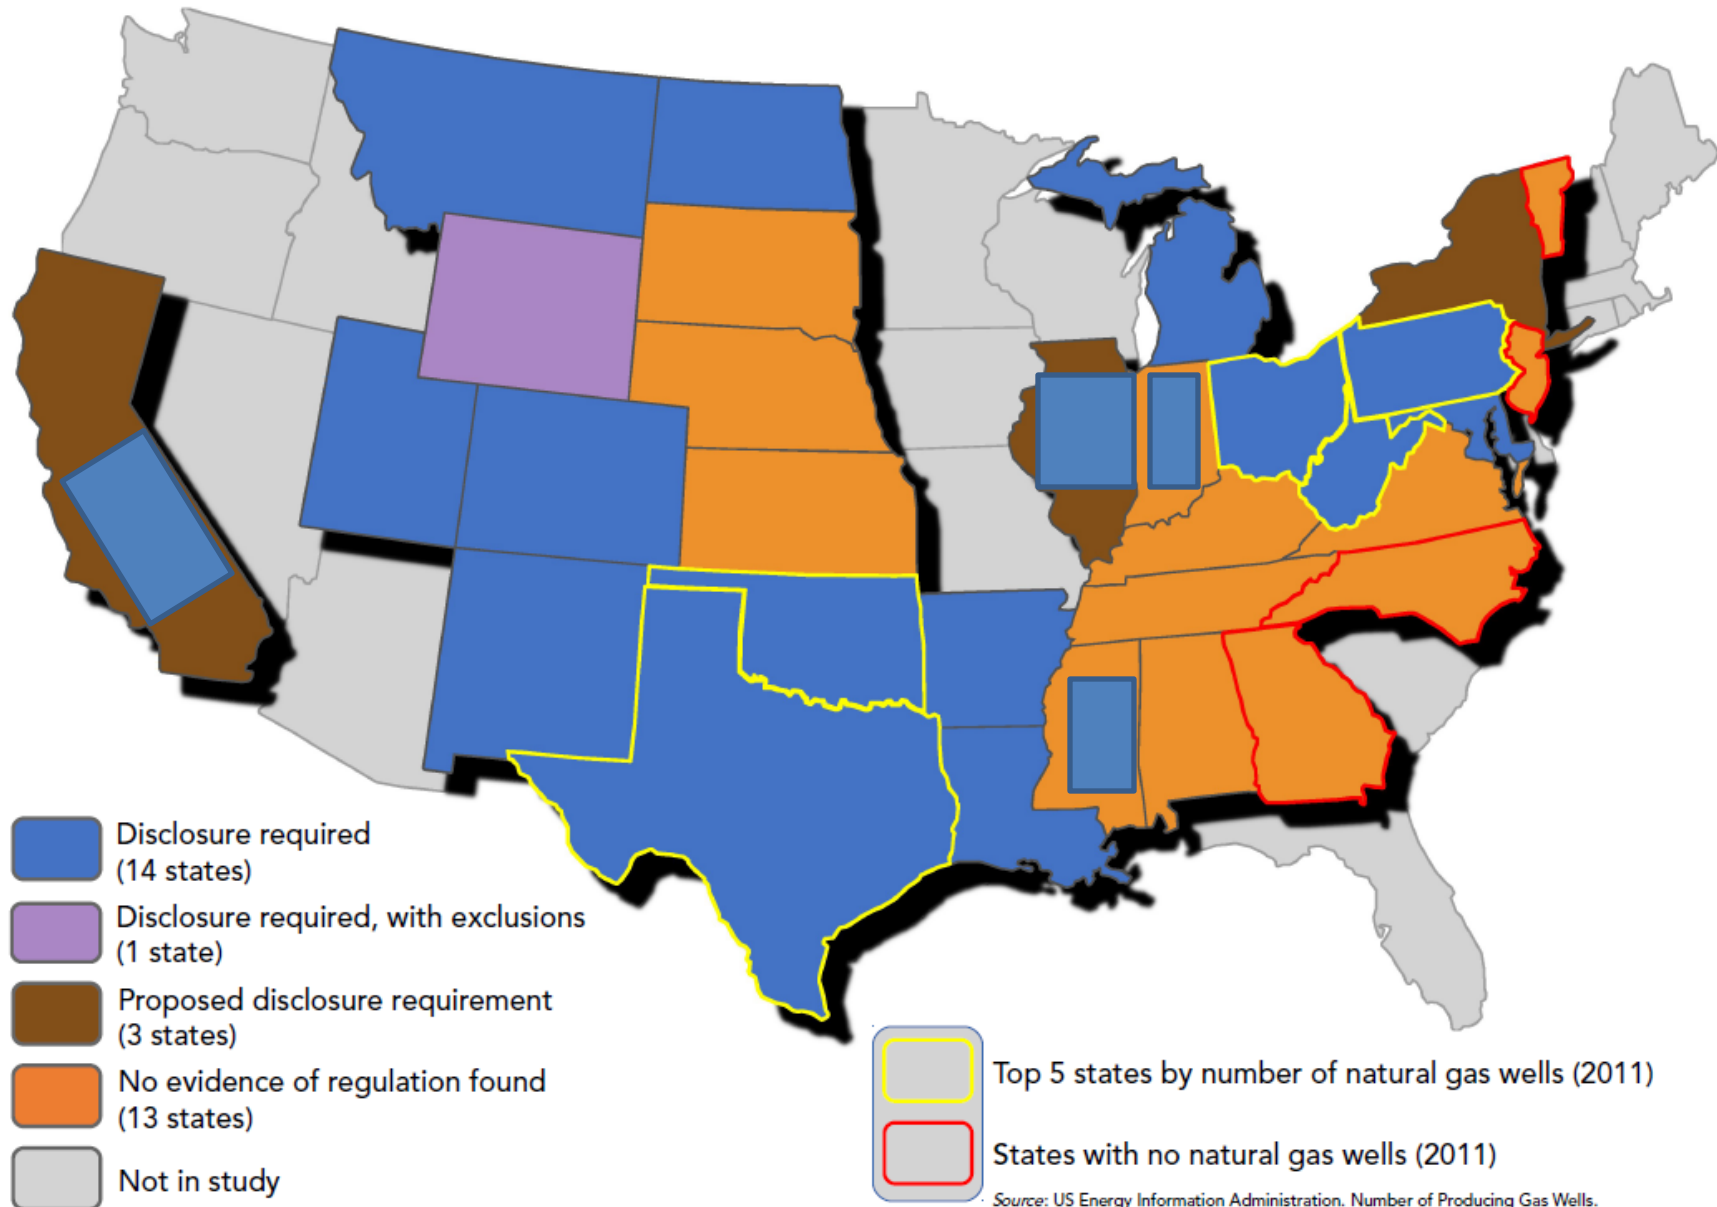 Disclosure required
(14 states)
Disclosure required, with exclusions
(1 state)
Proposed disclosure requirement
(3 states)
No evidence of regulation found
(13 states)
Not in study
Top 5 states by number of natural gas wells (2011)
States with no natural gas wells (2011)
Source: US Energy Information Administration. Number of Producing Gas Wells.